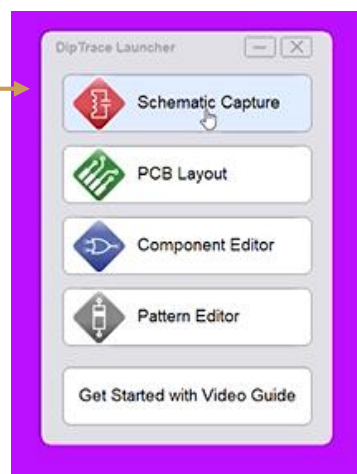 DipTrace Launcher
Schematic Capture
PCB Layout
Component Editor
Pattern Editor
Get Started with Video Guide